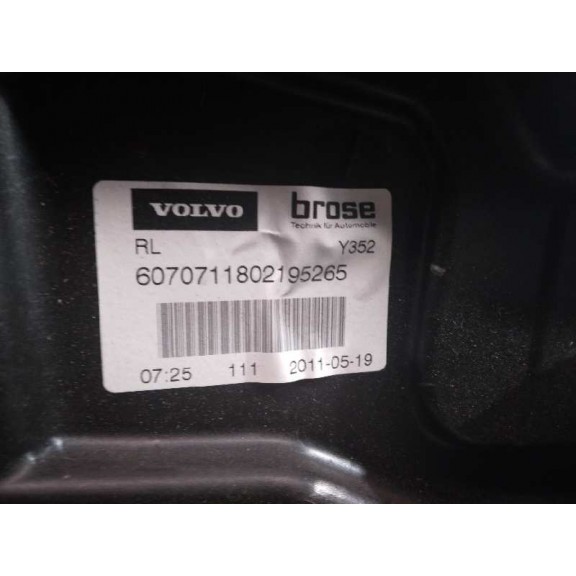 VOLVO brose
Technik für Automobile
RL Y352
6070711802195265
07:25 111 2011-05-19